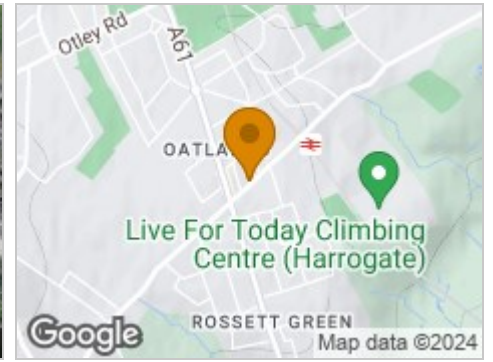 Otley Rd
A61
OATLA
Live For Today Climbing
Centre (Harrogate)
ROSSETT GREEN
Google
Map data ©2024